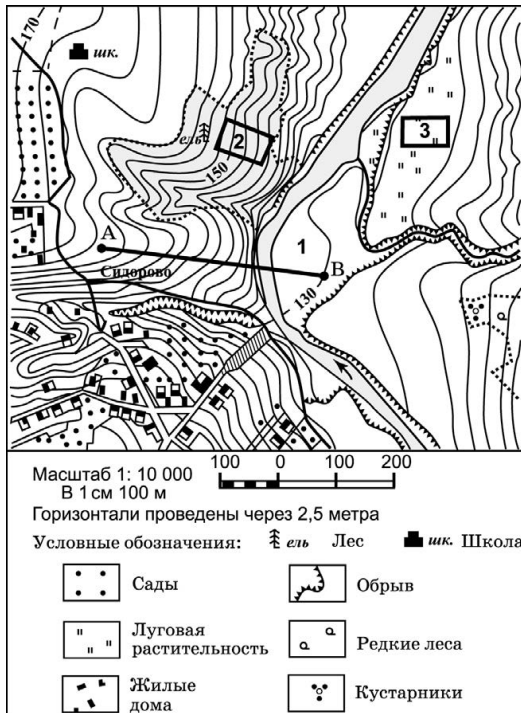 170
шк.
ель
2
150
3
А
1
Сидорово
В
130
Масштаб 1: 10 000
В 1см 100 м
100 0 100 200
Горизонтали проведены через 2,5 метра
Условные обозначения: ель Лес шк. Школа
Сады
Обрыв
Луговая
растительность
Редкие леса
Жилые
дома
Кустарники